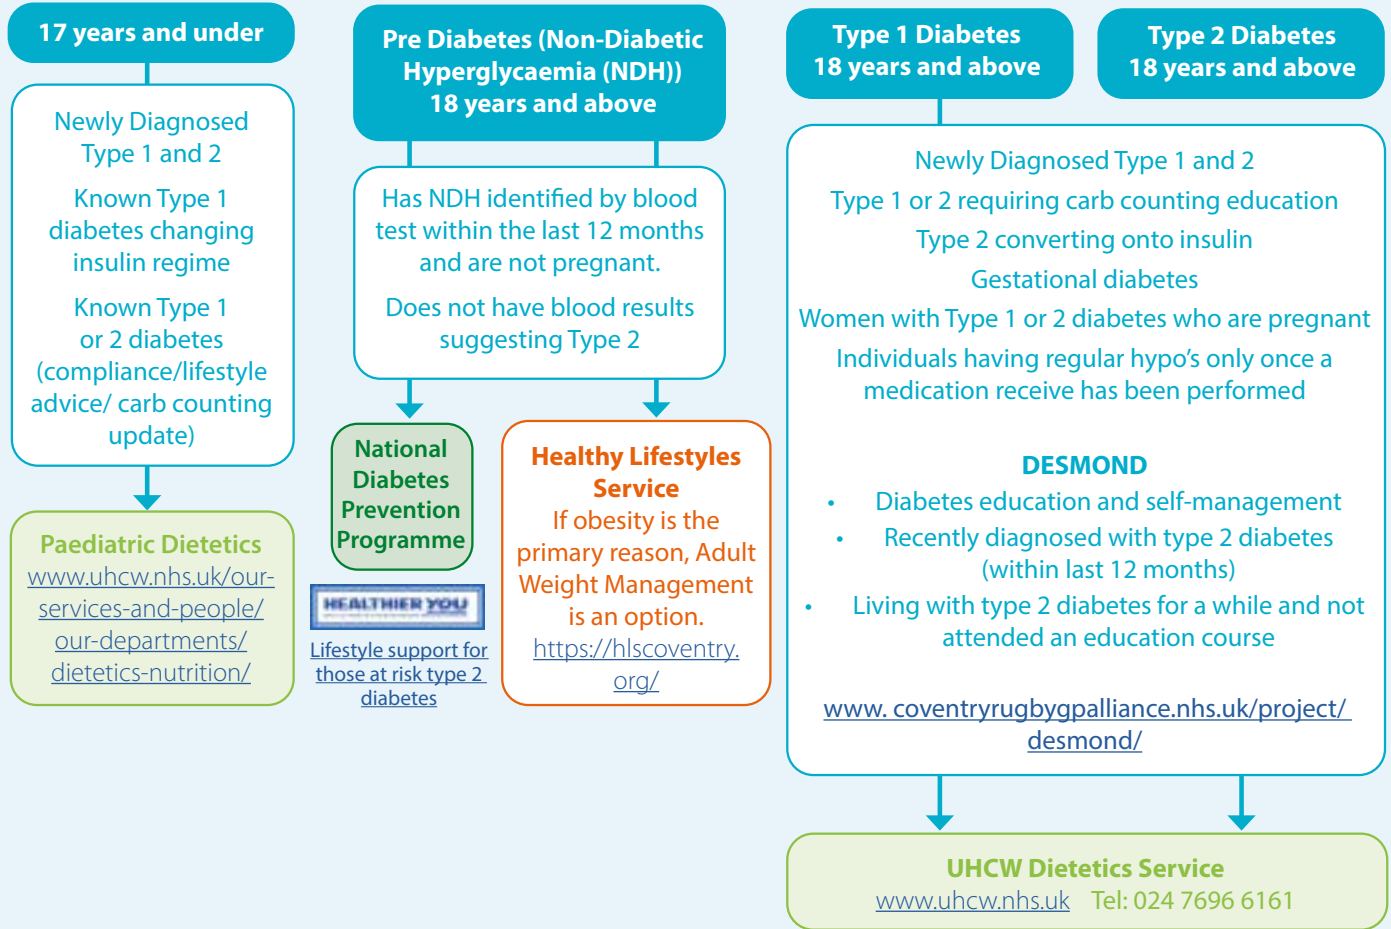 17 years and under
Newly Diagnosed
Type 1 and 2
Known Type 1
diabetes changing
insulin regime
Known Type 1
or 2 diabetes
(compliance/lifestyle
advice/ carb counting
update)
Paediatric Dietetics
www.uhcw.nhs.uk/our-
services-and-people/
our-departments/
dietetics-nutrition/
Pre Diabetes (Non-Diabetic
Hyperglycaemia (NDH))
18 years and above
Has NDH identified by blood
test within the last 12 months
and are not pregnant.
Does not have blood results
suggesting Type 2
National
Diabetes
Prevention
Programme
HEALTHIER YOU
Lifestyle support for
those at risk type 2
diabetes
Healthy Lifestyles
Service
If obesity is the
primary reason, Adult
Weight Management
is an option.
https://hlscoventry.
org/
Type 1 Diabetes
18 years and above
Type 2 Diabetes
18 years and above
Newly Diagnosed Type 1 and 2
Type 1 or 2 requiring carb counting education
Type 2 converting onto insulin
Gestational diabetes
Women with Type 1 or 2 diabetes who are pregnant
Individuals having regular hypo's only once a
medication receive has been performed
DESMOND
• Diabetes education and self-management
• Recently diagnosed with type 2 diabetes
(within last 12 months)
• Living with type 2 diabetes for a while and not
attended an education course
www. coventryrugbygpalliance.nhs.uk/project/
desmond/
UHCW Dietetics Service
www.uhcw.nhs.uk Tel: 024 7696 6161